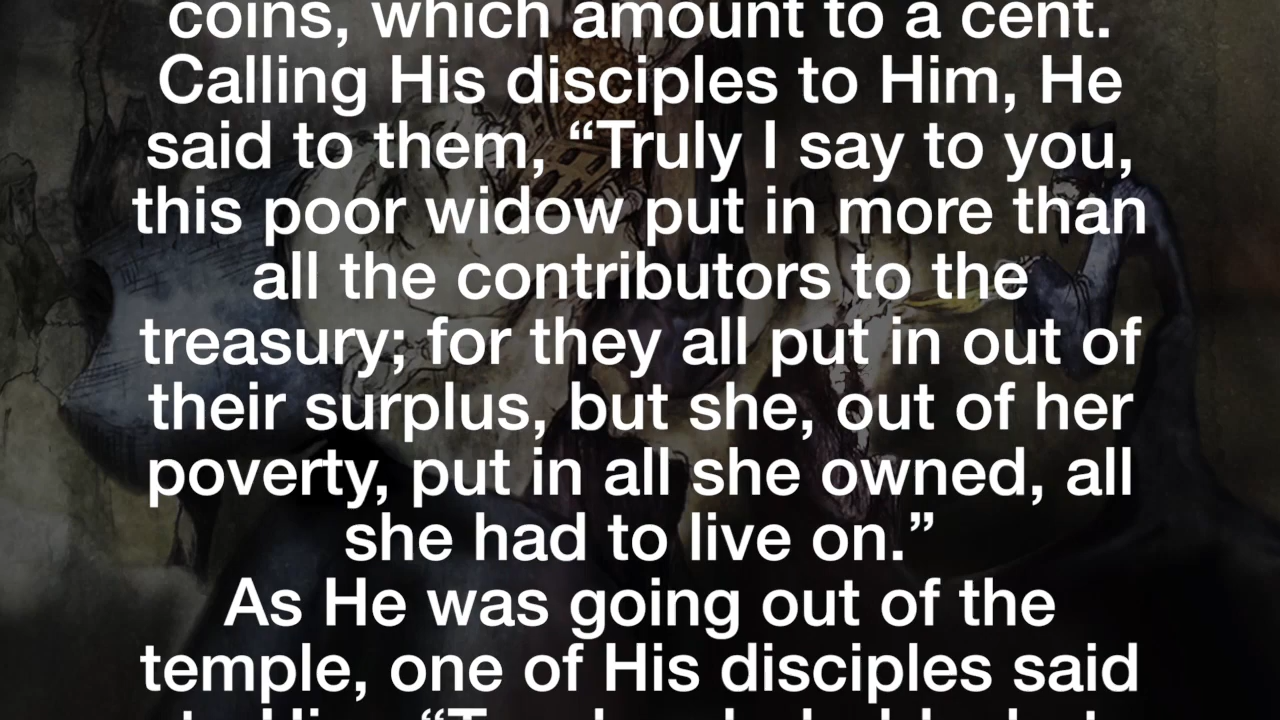 coins, which amount to a cent.
Calling His disciples to Him, He
said to them, “Truly I say to you,
this poor widow put in more than
all the contributors to the
treasury; for they all put in out of
their surplus, but she, out of her
poverty, put in all she owned, all
she had to live on.”
As He was going out of the
temple, one of His disciples said